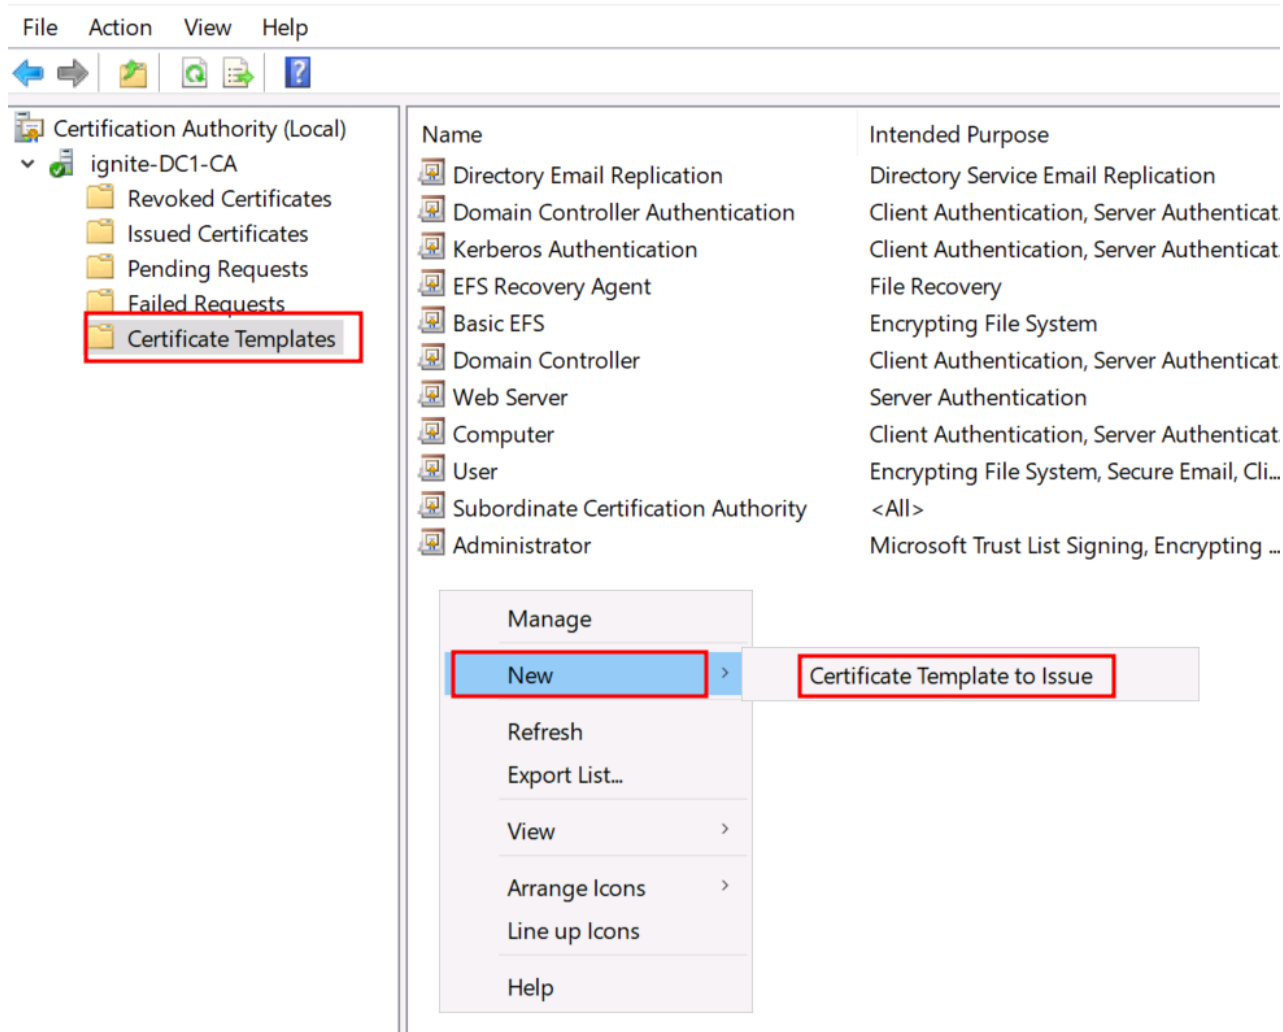 File Action View Help
Certification Authority (Local)
ignite-DC1-CA
Revoked Certificates
Issued Certificates
Pending Requests
Failed Requests
Certificate Templates
Name Intended Purpose
Directory Email Replication Directory Service Email Replication
Domain Controller Authentication Client Authentication, Server Authenticat.
Kerberos Authentication Client Authentication, Server Authenticat.
EFS Recovery Agent File Recovery
Basic EFS Encrypting File System
Domain Controller Client Authentication, Server Authenticat.
Web Server Server Authentication
Computer Client Authentication, Server Authenticat.
User Encrypting File System, Secure Email, Cli...
Subordinate Certification Authority <All>
Administrator Microsoft Trust List Signing, Encrypting ...
Manage
New Certificate Template to Issue
Refresh
Export List...
View
Arrange Icons
Line up Icons
Help